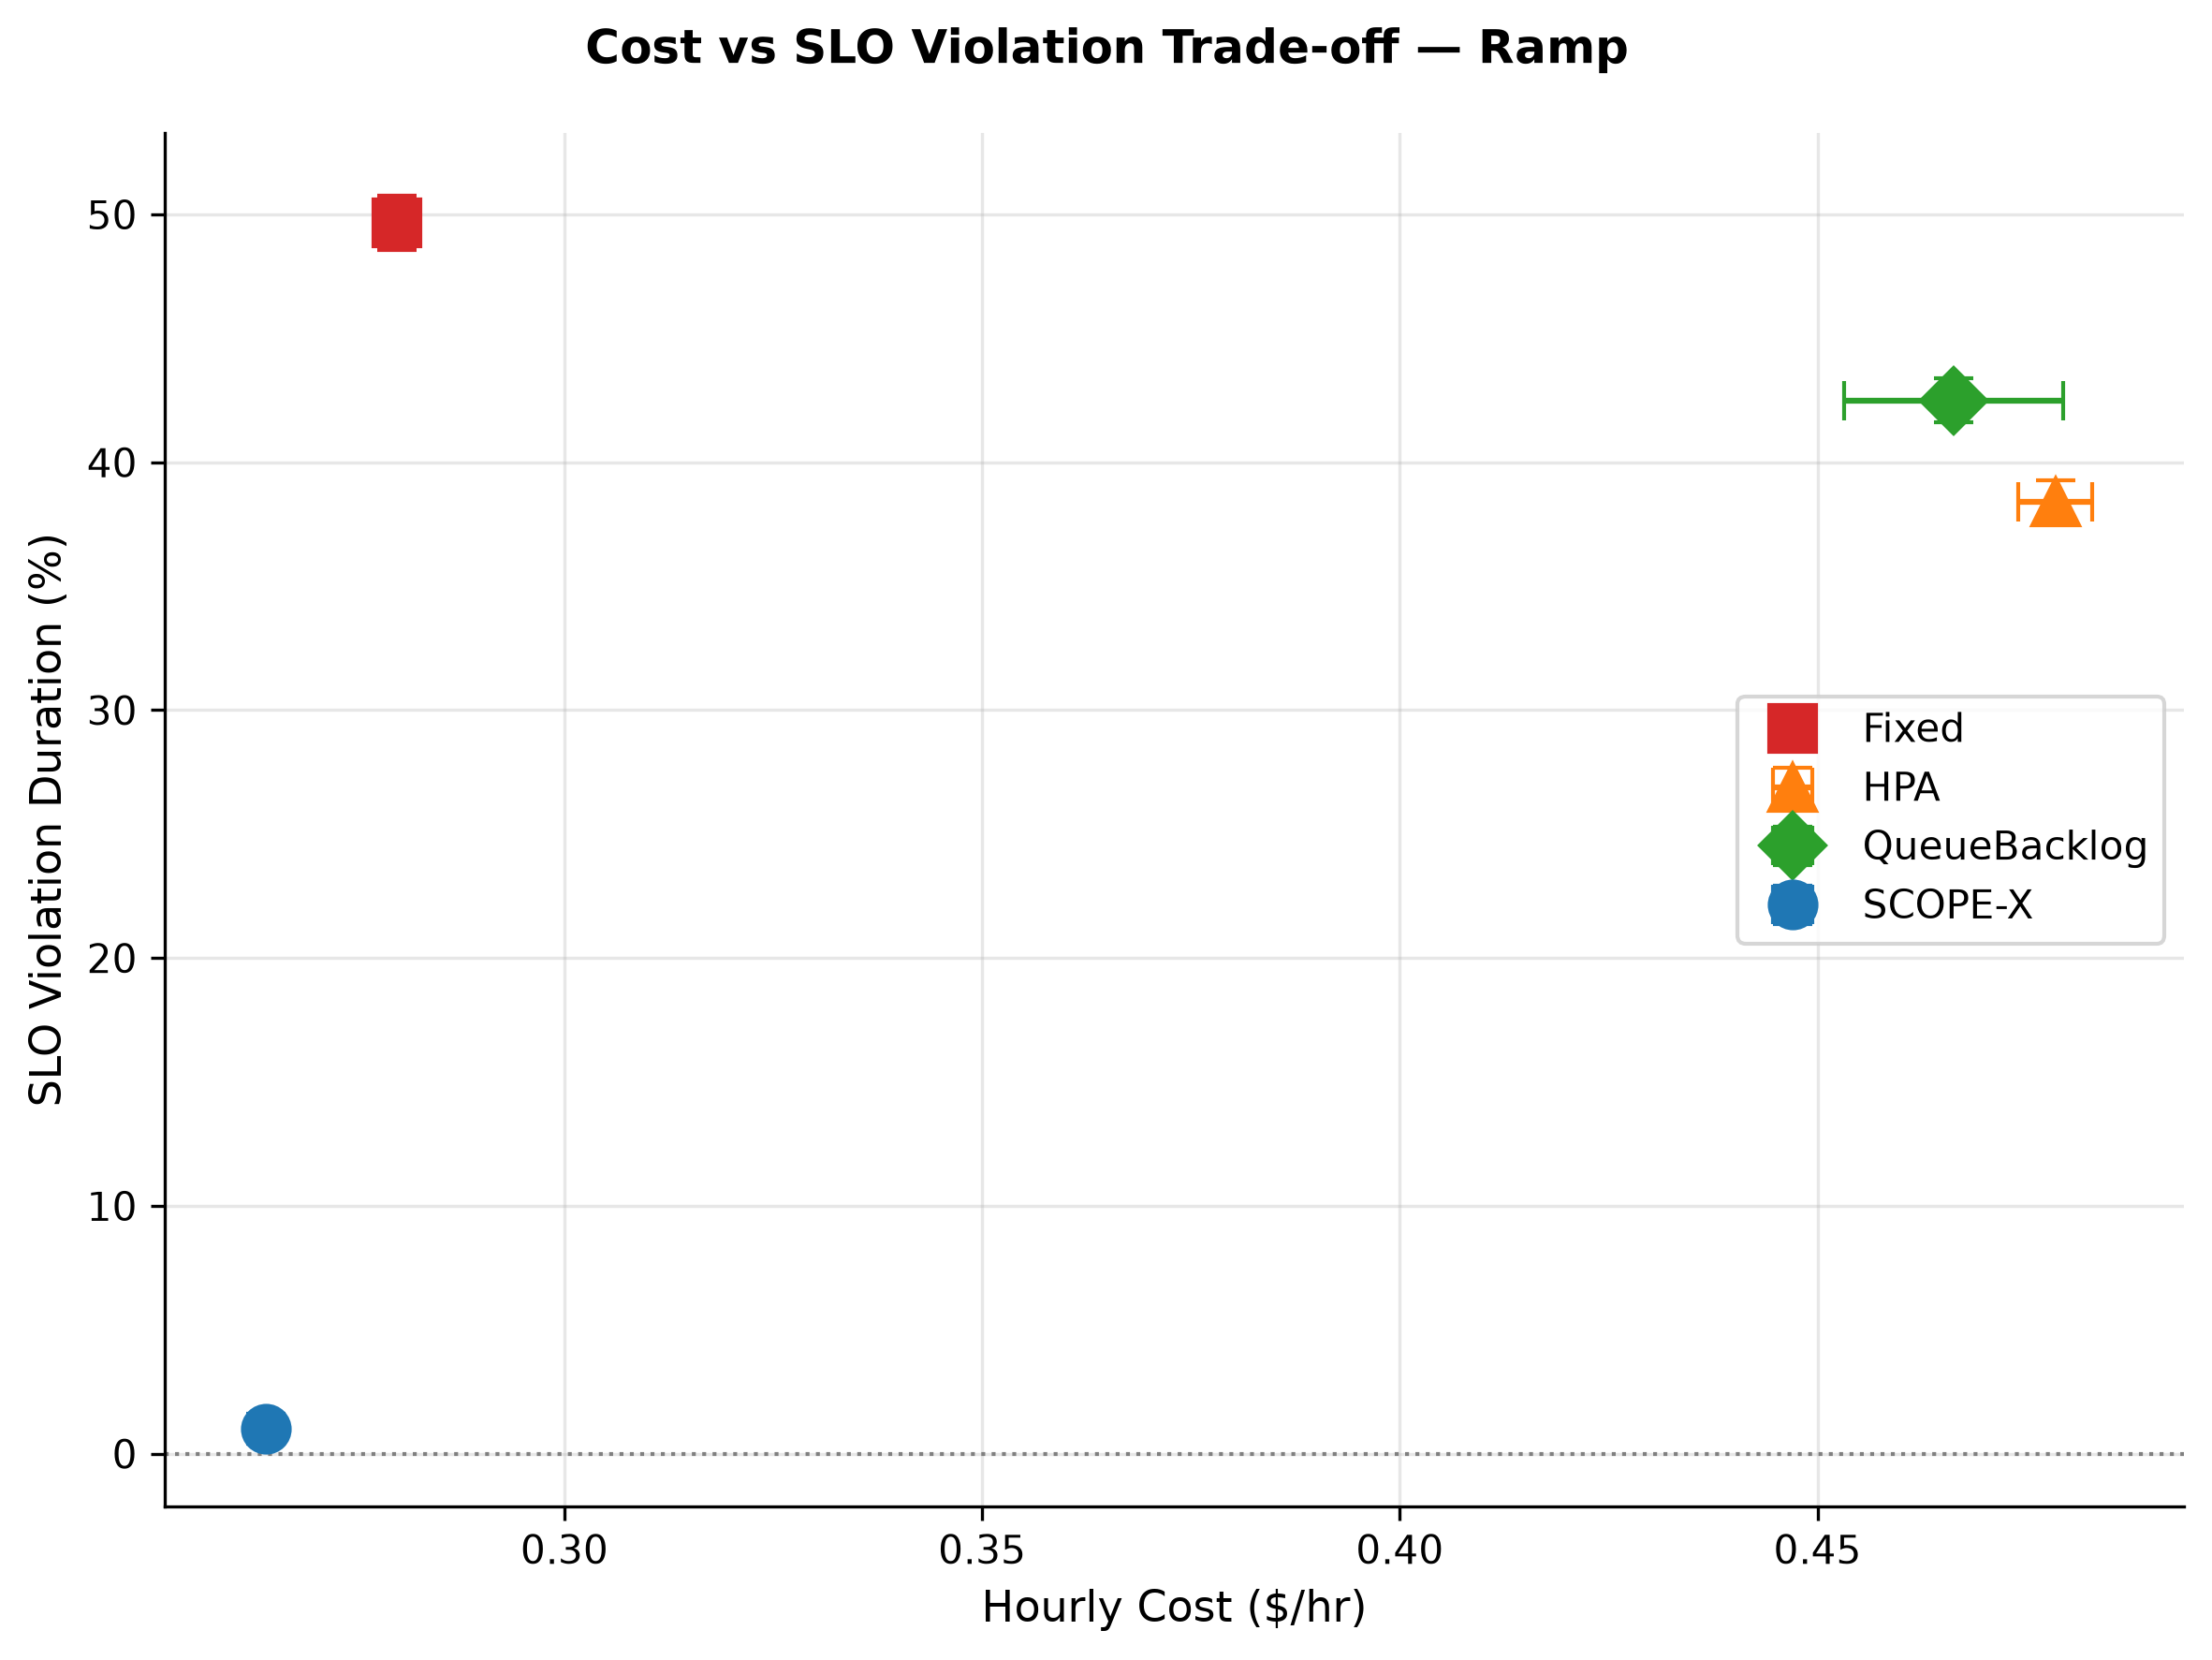 Cost vs SLO Violation Trade-off — Ramp
SLO Violation Duration (%)
50
40
30
20
10
0
Fixed
HPA
QueueBacklog
SCOPE-X
0.30
0.35
0.40
0.45
Hourly Cost ($/hr)